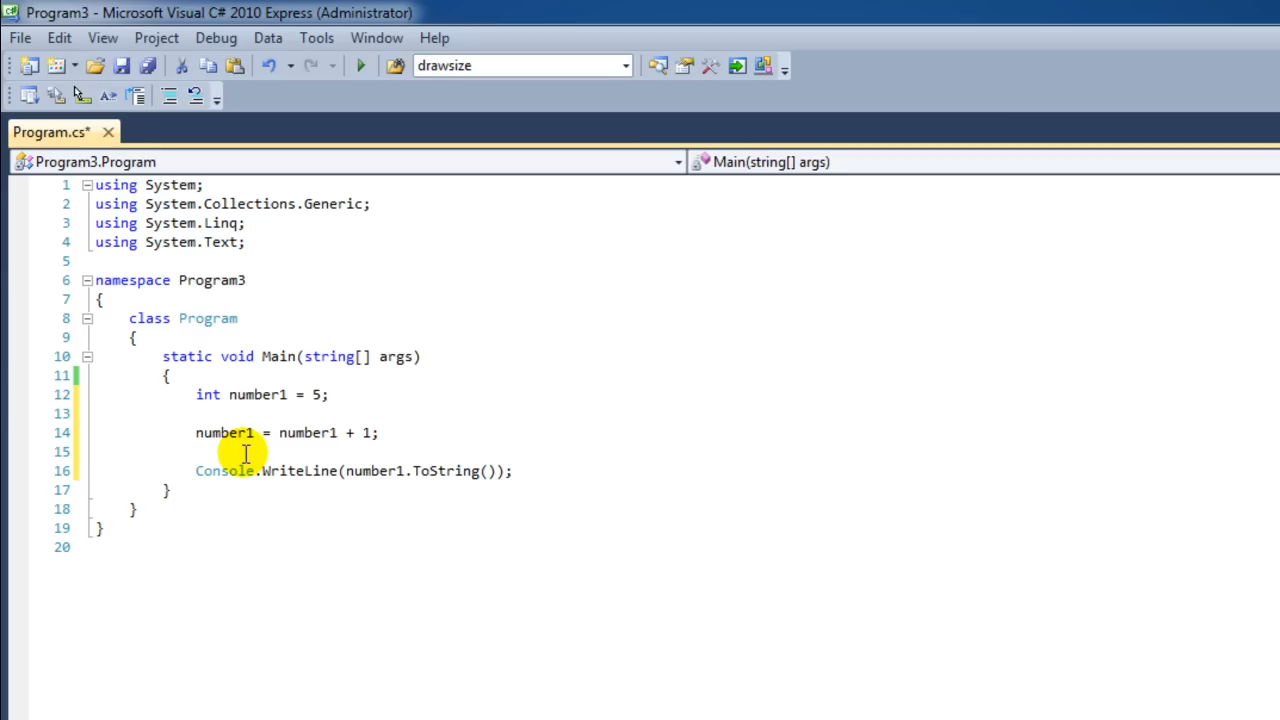 Program3 - Microsoft Visual C# 2010 Express (Administrator)
File Edit View Project Debug Data Tools Window Help
drawsize
Program.cs*
Program3.Program Main(string[] args)
1 using System;
2 using System.Collections.Generic;
3 using System.Linq;
4 using System.Text;
5
6 namespace Program3
7 {
8 class Program
9 {
10 static void Main(string[] args)
11 {
12 int number1 = 5;
13
14 number1 = number1 + 1;
15
16 Console.WriteLine(number1.ToString());
17 }
18 }
19 }
20